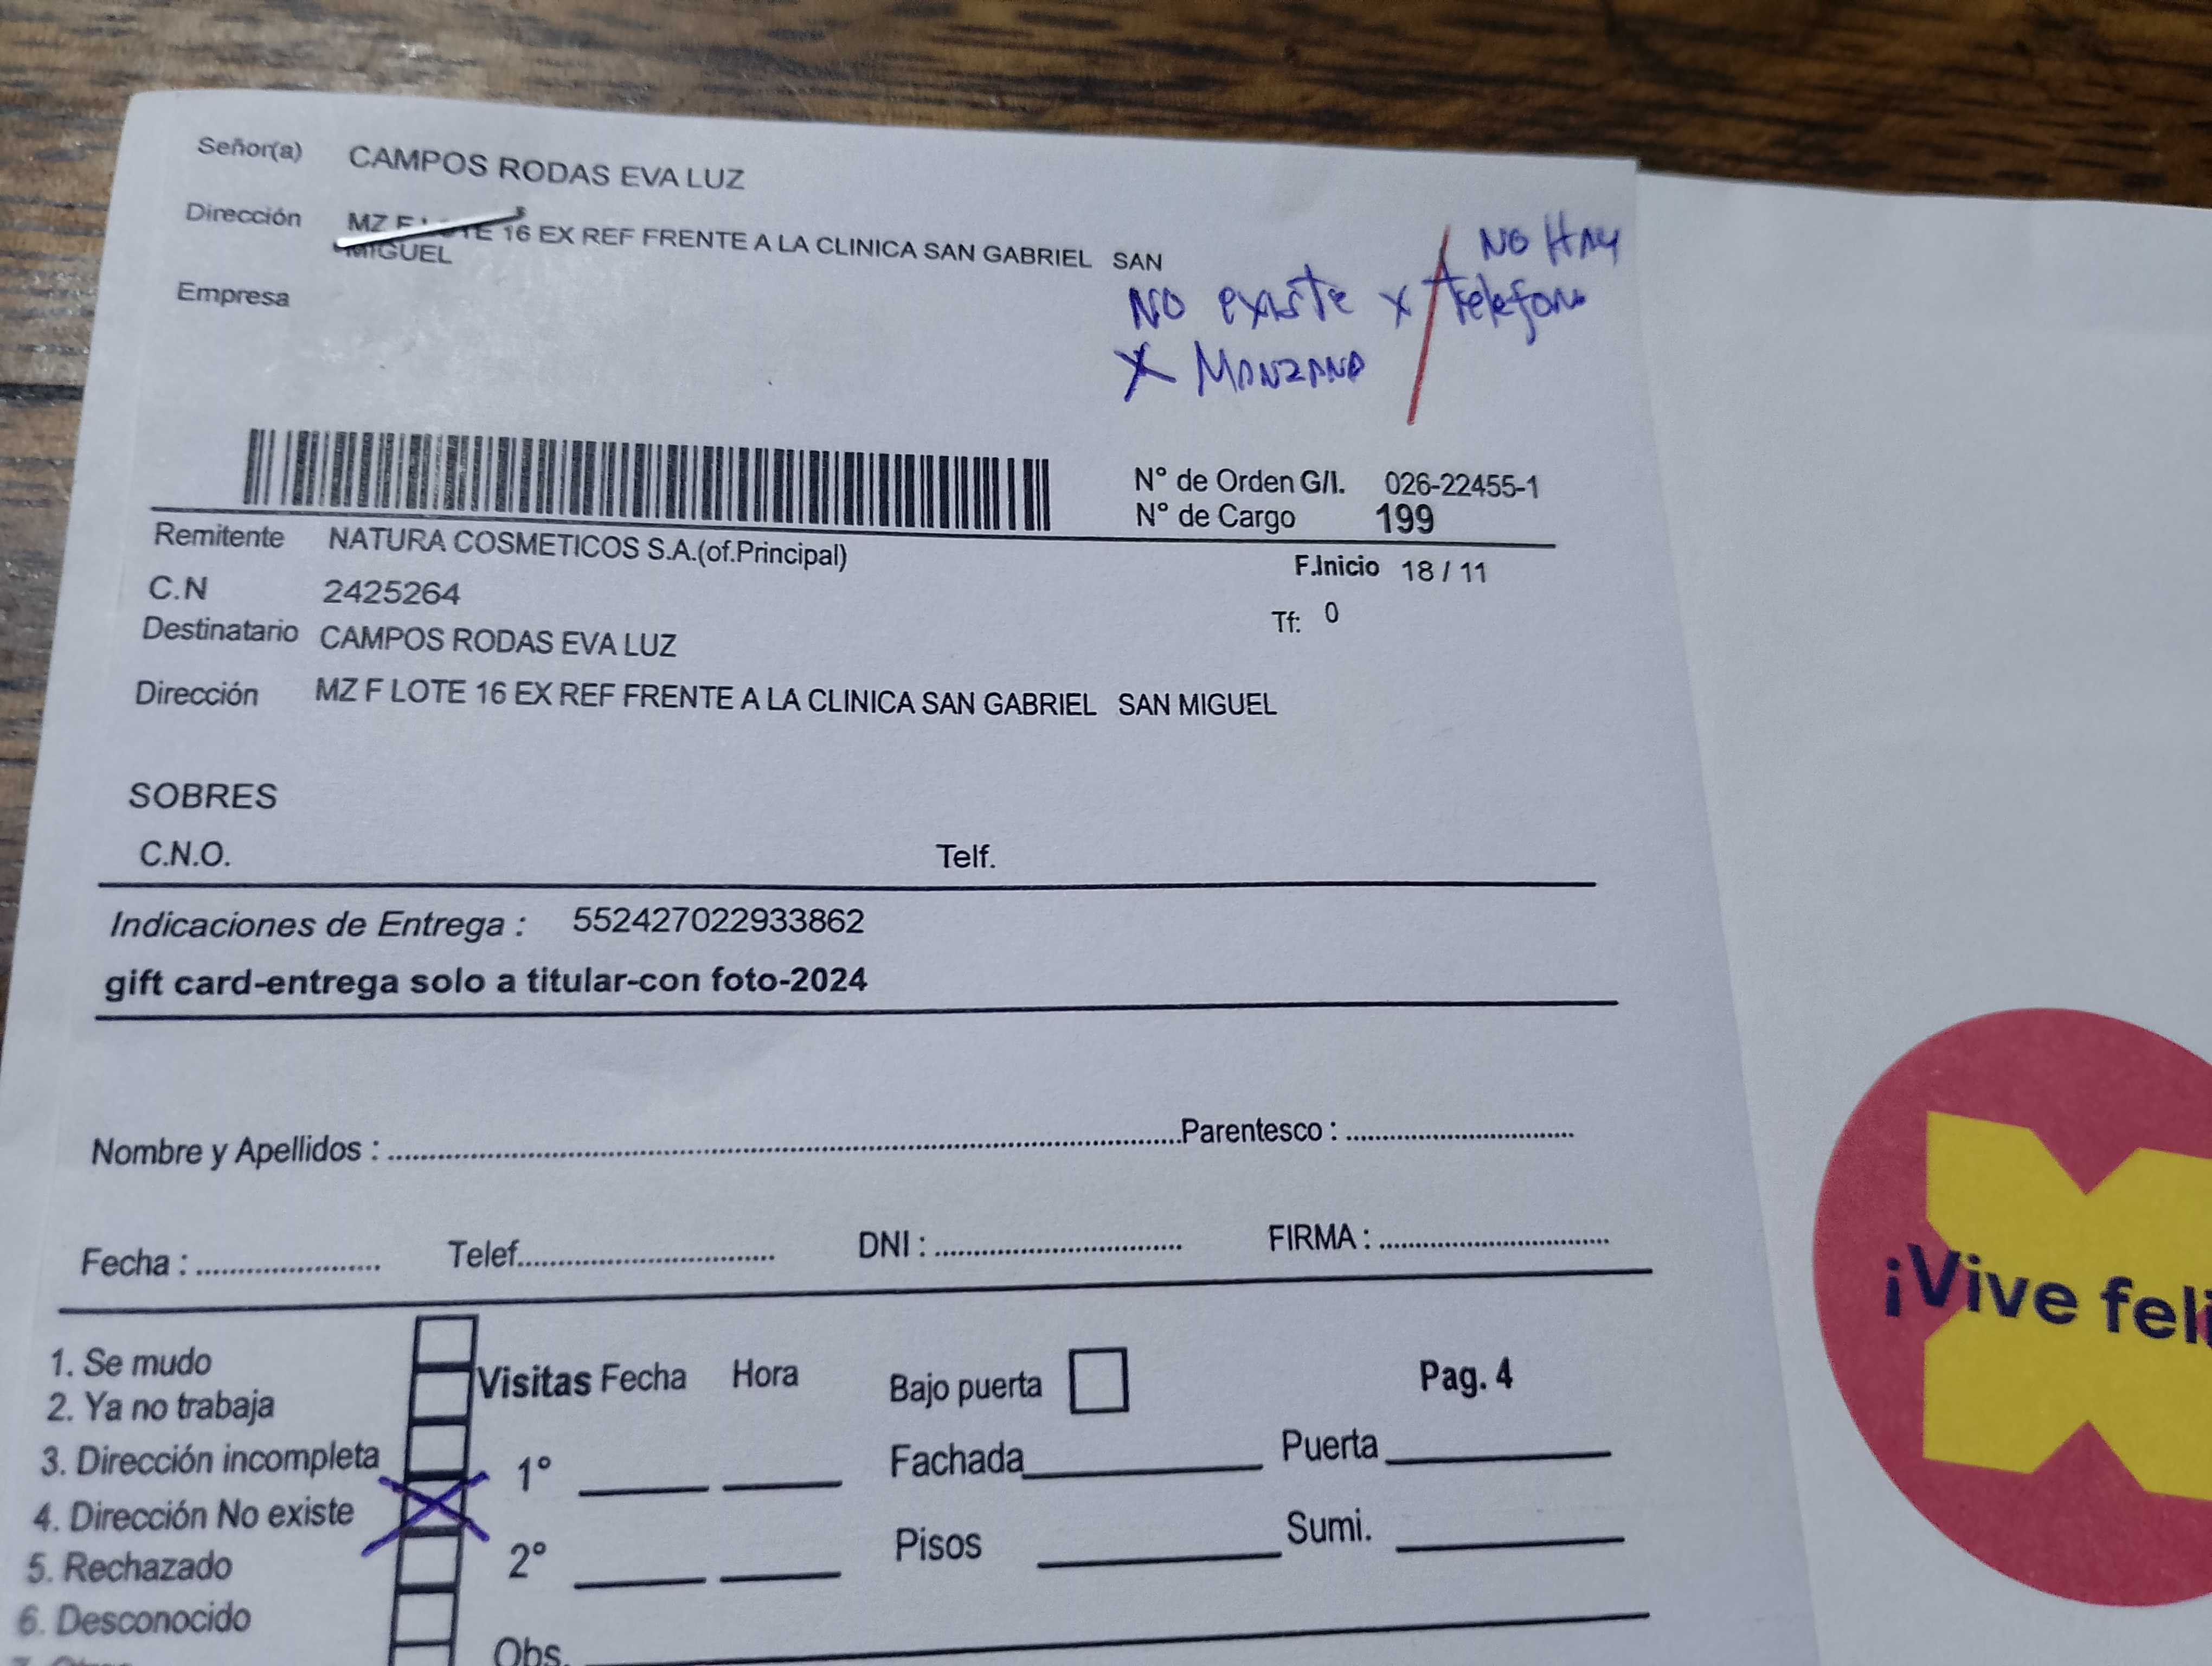 Señor(a) CAMPOS RODAS EVA LUZ
Dirección MZ F LOTE 16 EX REF FRENTE A LA CLINICA SAN GABRIEL SAN
MIGUEL
Empresa
NO HAY
NO existe x / telefono
x MANZANA
N° de Orden G/I. 026-22455-1
N° de Cargo 199
Remitente NATURA COSMETICOS S.A.(of.Principal)
F.Inicio 18 / 11
C.N 2425264
Tf: 0
Destinatario CAMPOS RODAS EVA LUZ
Dirección MZ F LOTE 16 EX REF FRENTE A LA CLINICA SAN GABRIEL SAN MIGUEL
SOBRES
C.N.O. Telf.
Indicaciones de Entrega : 552427022933862
gift card-entrega solo a titular-con foto-2024
Nombre y Apellidos : Parentesco :
Fecha : Telef. DNI : FIRMA :
1. Se mudo
2. Ya no trabaja
3. Dirección incompleta
4. Dirección No existe
5. Rechazado
6. Desconocido
Visitas Fecha Hora
1°
2°
Obs.
Bajo puerta Pag. 4
Fachada Puerta
Pisos Sumi.
¡Vive feli